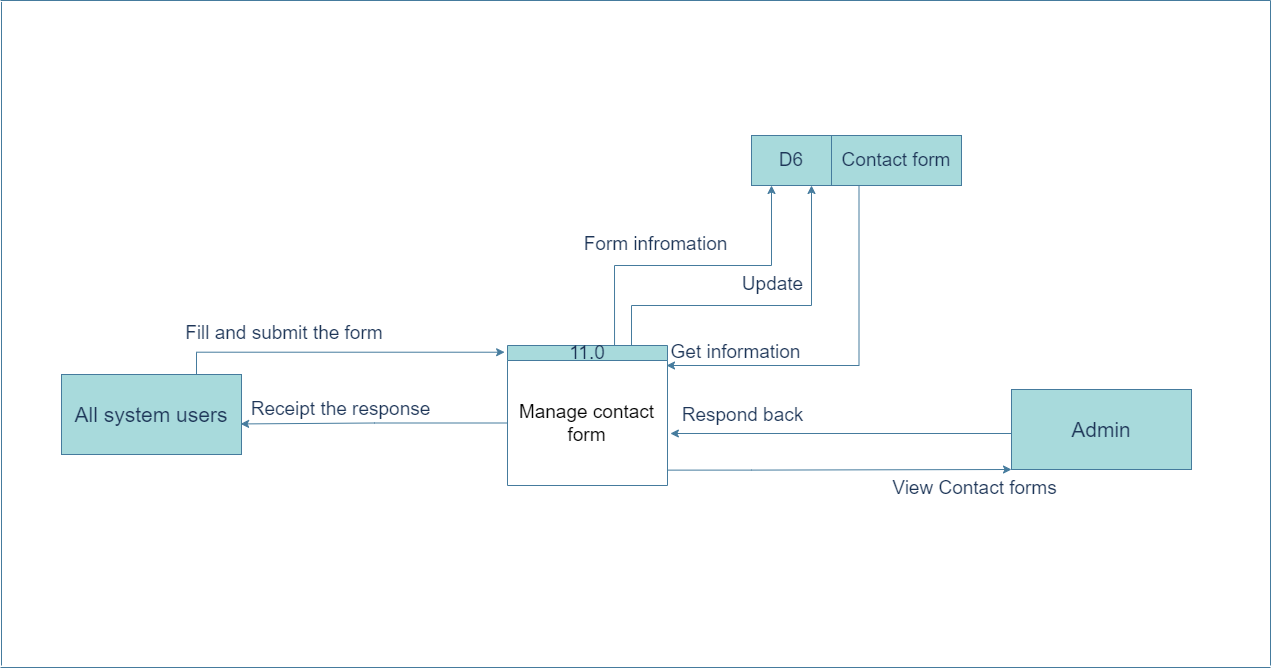 D6
Contact form
Form infromation
Update
Fill and submit the form
11.0
Get information
All system users
Receipt the response
Manage contact
form
Respond back
Admin
View Contact forms